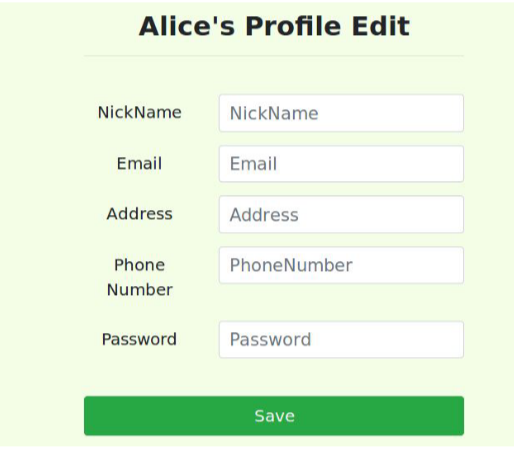 Alice's Profile Edit
NickName NickName
Email Email
Address Address
Phone Number PhoneNumber
Password Password
Save